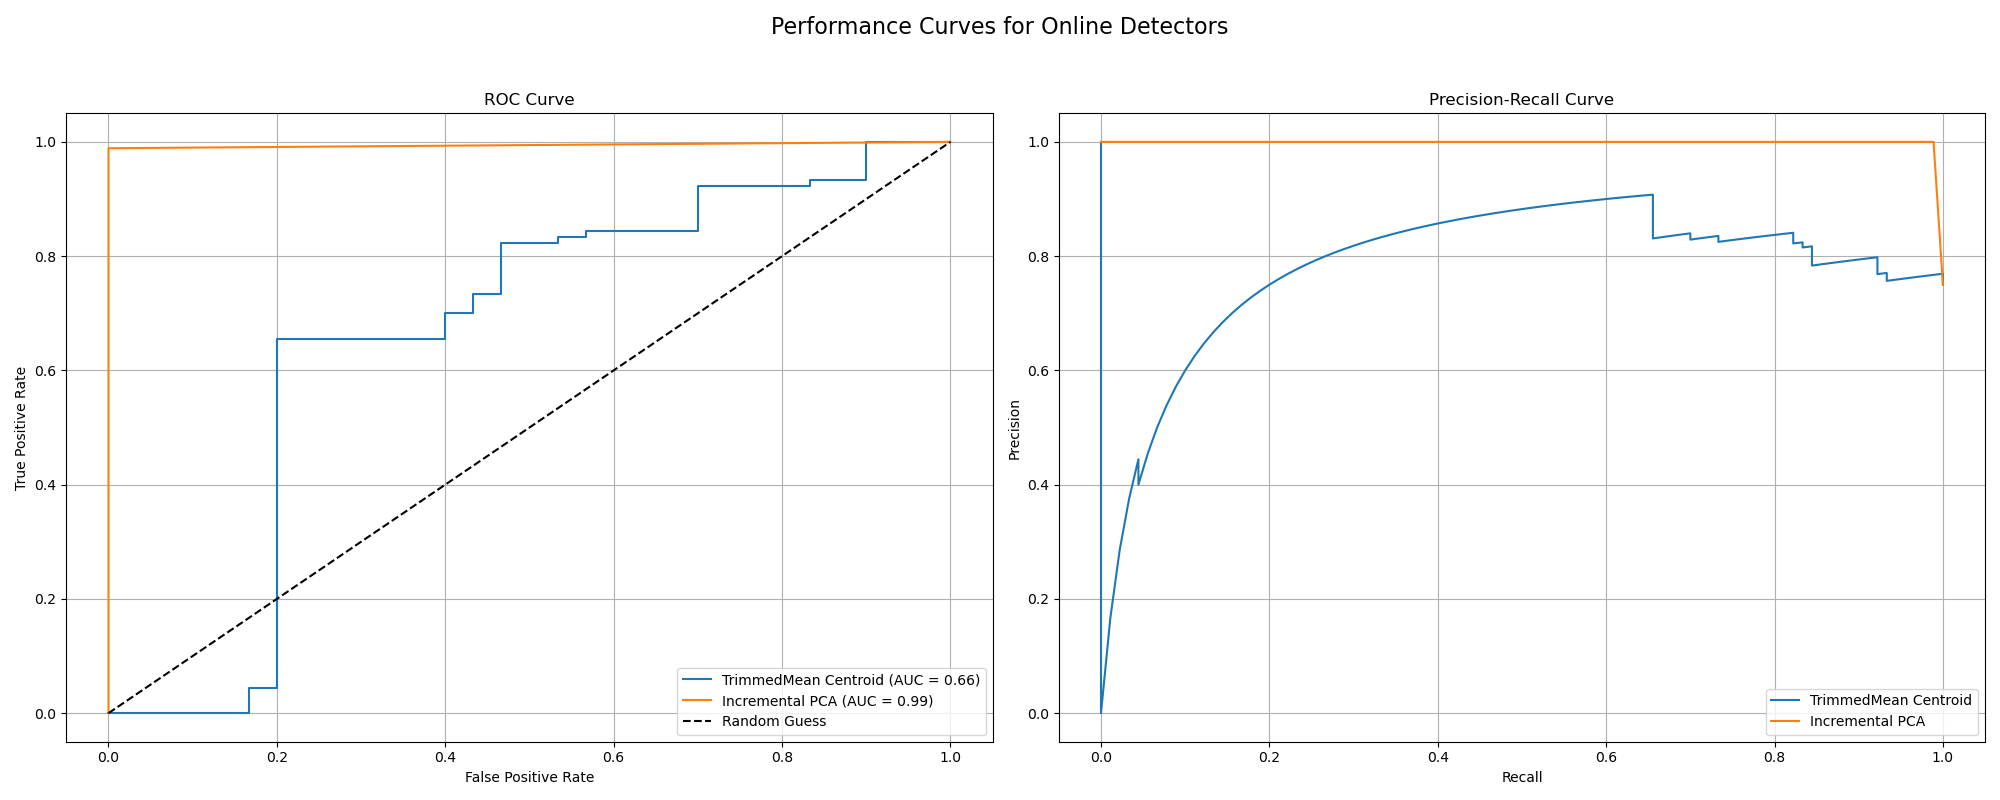 Performance Curves for Online Detectors
ROC Curve
True Positive Rate
1.0
0.8
0.6
0.4
0.2
0.0
0.0 0.2 0.4 0.6 0.8 1.0
False Positive Rate
TrimmedMean Centroid (AUC = 0.66)
Incremental PCA (AUC = 0.99)
Random Guess
Precision-Recall Curve
Precision
1.0
0.8
0.6
0.4
0.2
0.0
0.0 0.2 0.4 0.6 0.8 1.0
Recall
TrimmedMean Centroid
Incremental PCA